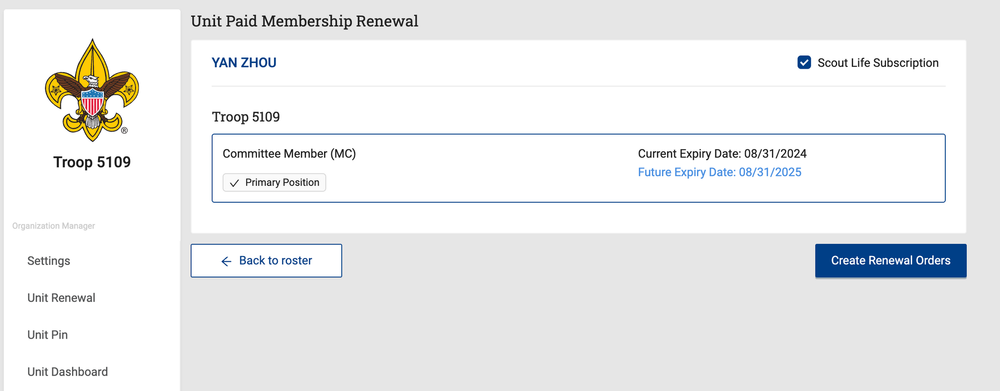 Unit Paid Membership Renewal
YAN ZHOU
Scout Life Subscription
Troop 5109
Committee Member (MC)
Primary Position
Current Expiry Date: 08/31/2024
Future Expiry Date: 08/31/2025
Back to roster
Create Renewal Orders
®
Troop 5109
Organization Manager
Settings
Unit Renewal
Unit Pin
Unit Dashboard